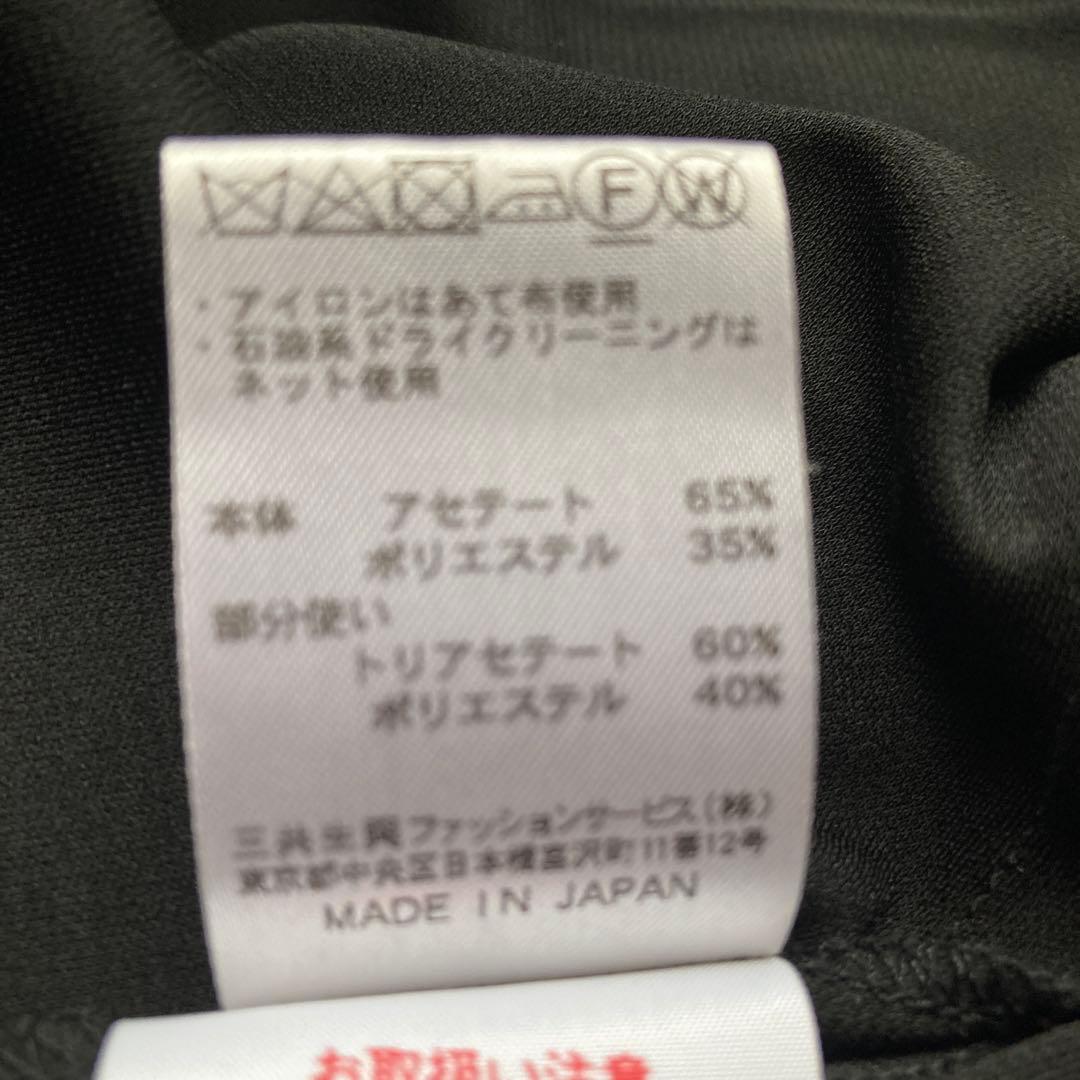 F W
・アイロンはあて布使用
・石油系ドライクリーニングは
ネット使用
本体 アセテート 65%
ポリエステル 35%
部分使い
トリアセテート 60%
ポリエステル 40%
三共生興ファッションサービス(株)
東京都中央区日本橋富沢町11番12号
MADE IN JAPAN
お取扱い注意